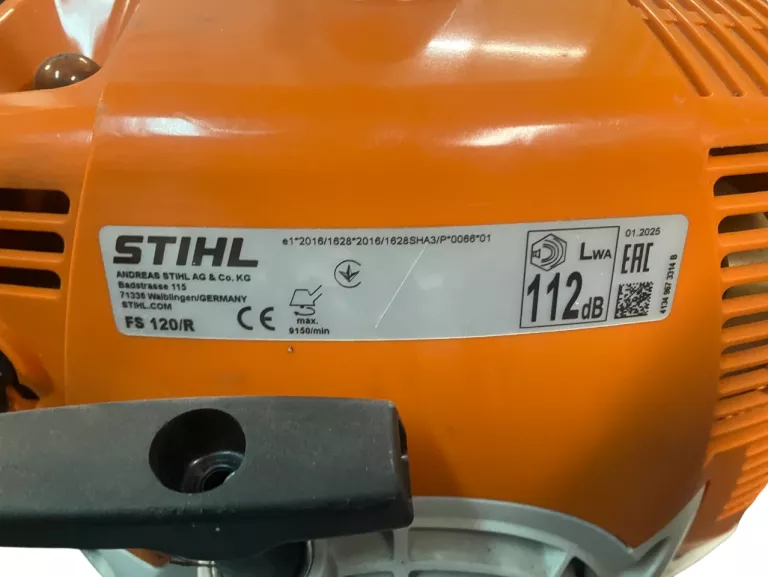 STIHL
ANDREAS STIHL AG & Co. KG
Badstrasse 115
71336 Waiblingen/GERMANY
STIHL.COM
FS 120/R
CE
e1*2016/1628*2016/1628SHA3/P*0066*01
max.
9150/min
LWA
112dB
01.2025
EAC
4134 967 3314 B